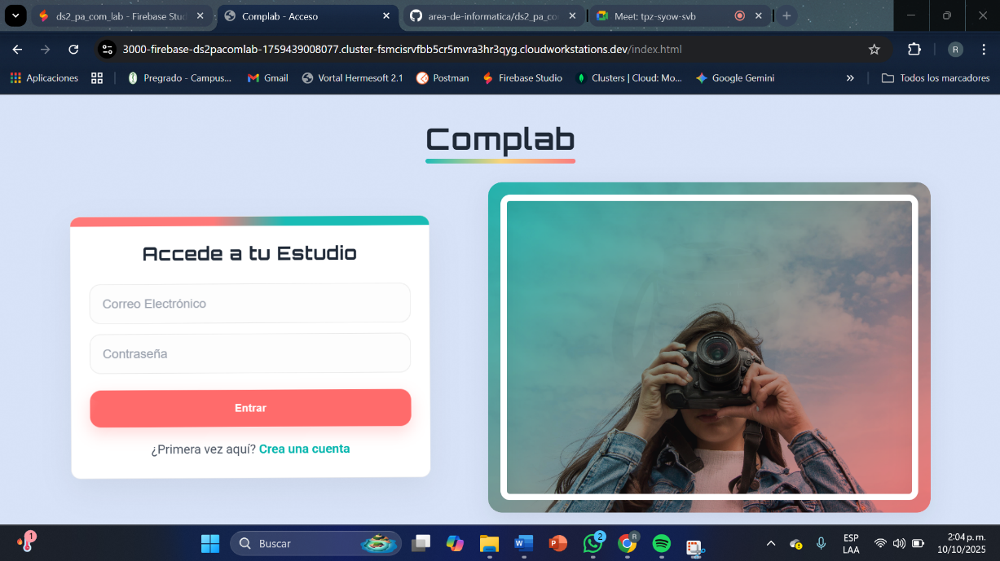 ds2_pa_com_lab - Firebase Stud
Complab - Acceso
area-de-informatica/ds2_pa_co
Meet: tpz-syow-svb
3000-firebase-ds2pacomlab-1759439008077.cluster-fsmcisrvfbb5cr5mvra3hr3qyg.cloudworkstations.dev/index.html
R
Aplicaciones
Pregrado - Campus...
Gmail
Vortal Hermesoft 2.1
Postman
Firebase Studio
Clusters | Cloud: Mo...
Google Gemini
»
Todos los marcadores
Complab
Accede a tu Estudio
Correo Electrónico
Contraseña
Entrar
¿Primera vez aquí? Crea una cuenta
1
Buscar
W
P
2
R
ESP
LAA
2:04 p. m.
10/10/2025